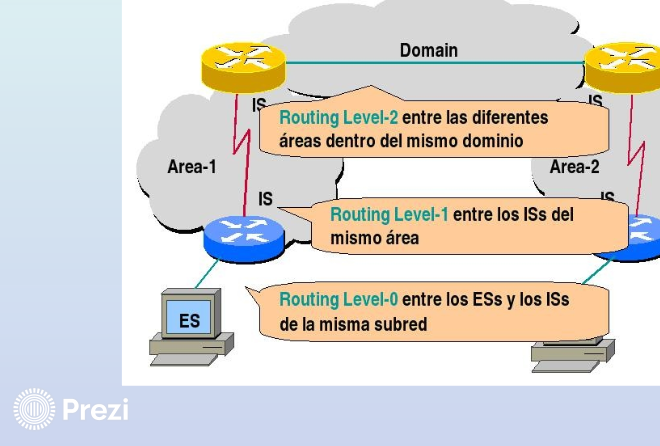 Domain
IS
IS
Routing Level-2 entre las diferentes
áreas dentro del mismo dominio
Area-1
Area-2
IS
IS
Routing Level-1 entre los ISs del
mismo área
Routing Level-0 entre los ESs y los ISs
de la misma subred
ES
Prezi